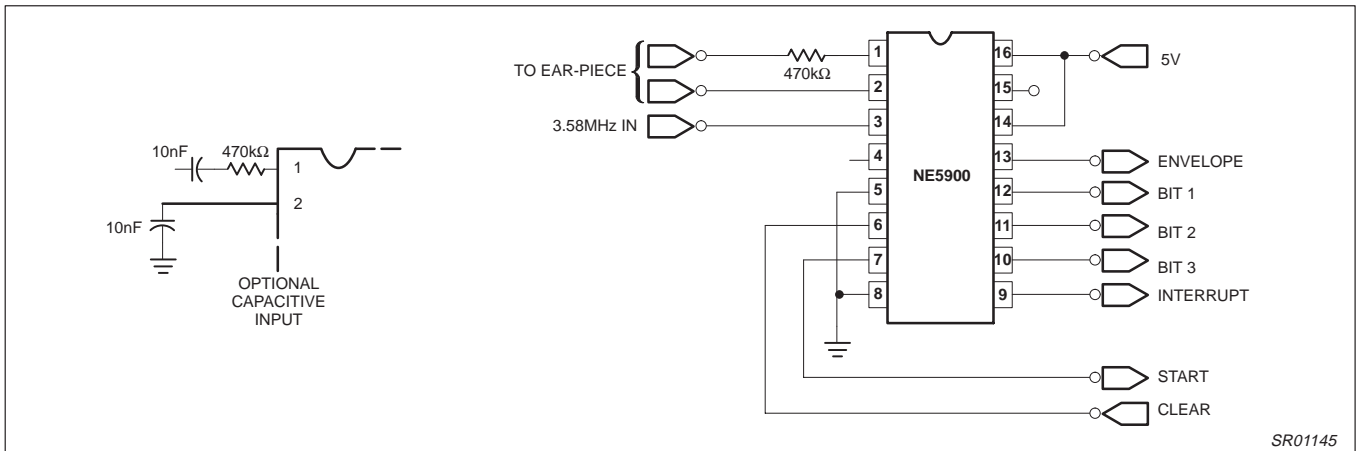 10nF
470kΩ
1
2
10nF
OPTIONAL
CAPACITIVE
INPUT
TO EAR-PIECE
470kΩ
3.58MHz IN
NE5900
1
2
3
4
5
6
7
8
16
15
14
13
12
11
10
9
5V
ENVELOPE
BIT 1
BIT 2
BIT 3
INTERRUPT
START
CLEAR
SR01145